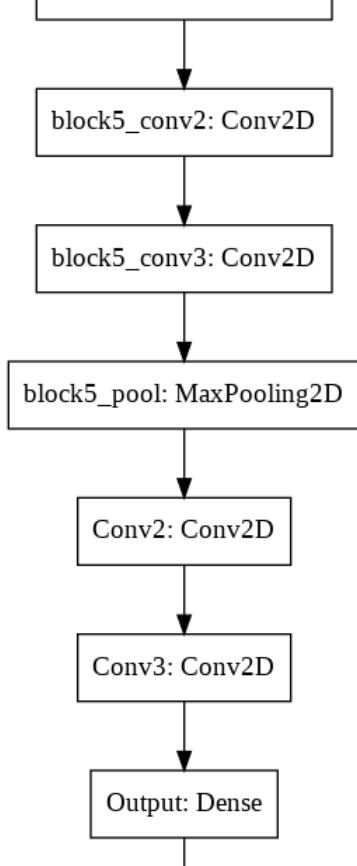 block5_conv2: Conv2D
block5_conv3: Conv2D
block5_pool: MaxPooling2D
Conv2: Conv2D
Conv3: Conv2D
Output: Dense